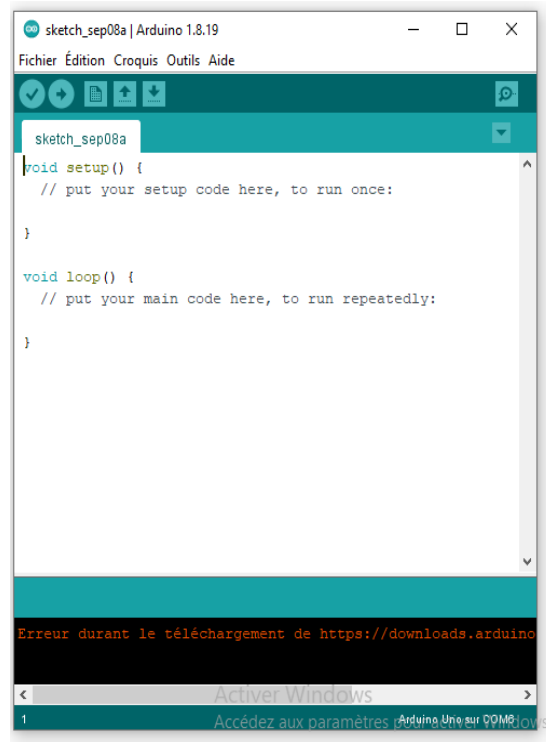 sketch_sep08a | Arduino 1.8.19
Fichier Édition Croquis Outils Aide
sketch_sep08a
void setup() {
// put your setup code here, to run once:
}
void loop() {
// put your main code here, to run repeatedly:
}
Erreur durant le téléchargement de https://downloads.arduino
Activer Windows
1
Accédez aux paramètres pour activer Windows
Arduino Uno sur COM6